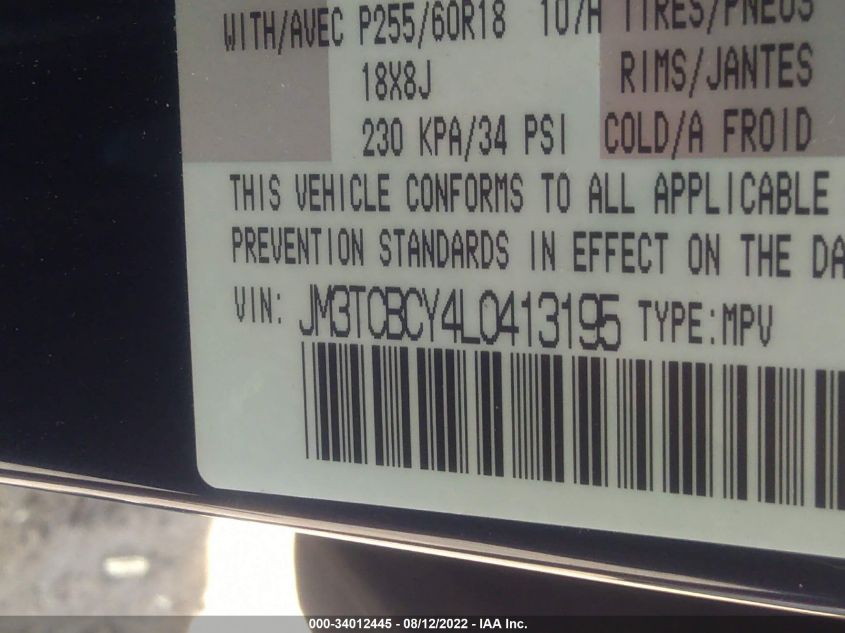 WITH/AVEC P255/60R18 107H TIRES/PNEUS
18X8J RIMS/JANTES
230 KPA/34 PSI COLD/A FROID
THIS VEHICLE CONFORMS TO ALL APPLICABLE
PREVENTION STANDARDS IN EFFECT ON THE DA
VIN: JM3TCBCY4L0413195 TYPE:MPV
000-34012445 - 08/12/2022 - IAA Inc.